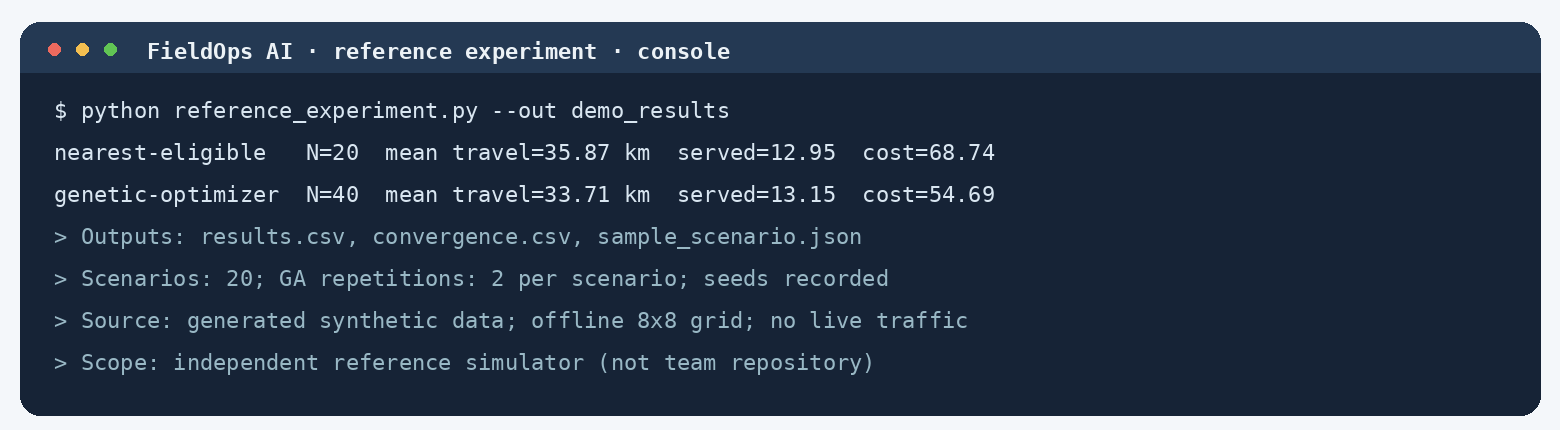 FieldOps AI · reference experiment · console
$ python reference_experiment.py --out demo_results
nearest-eligible   N=20  mean travel=35.87 km  served=12.95  cost=68.74
genetic-optimizer  N=40  mean travel=33.71 km  served=13.15  cost=54.69
> Outputs: results.csv, convergence.csv, sample_scenario.json
> Scenarios: 20; GA repetitions: 2 per scenario; seeds recorded
> Source: generated synthetic data; offline 8x8 grid; no live traffic
> Scope: independent reference simulator (not team repository)